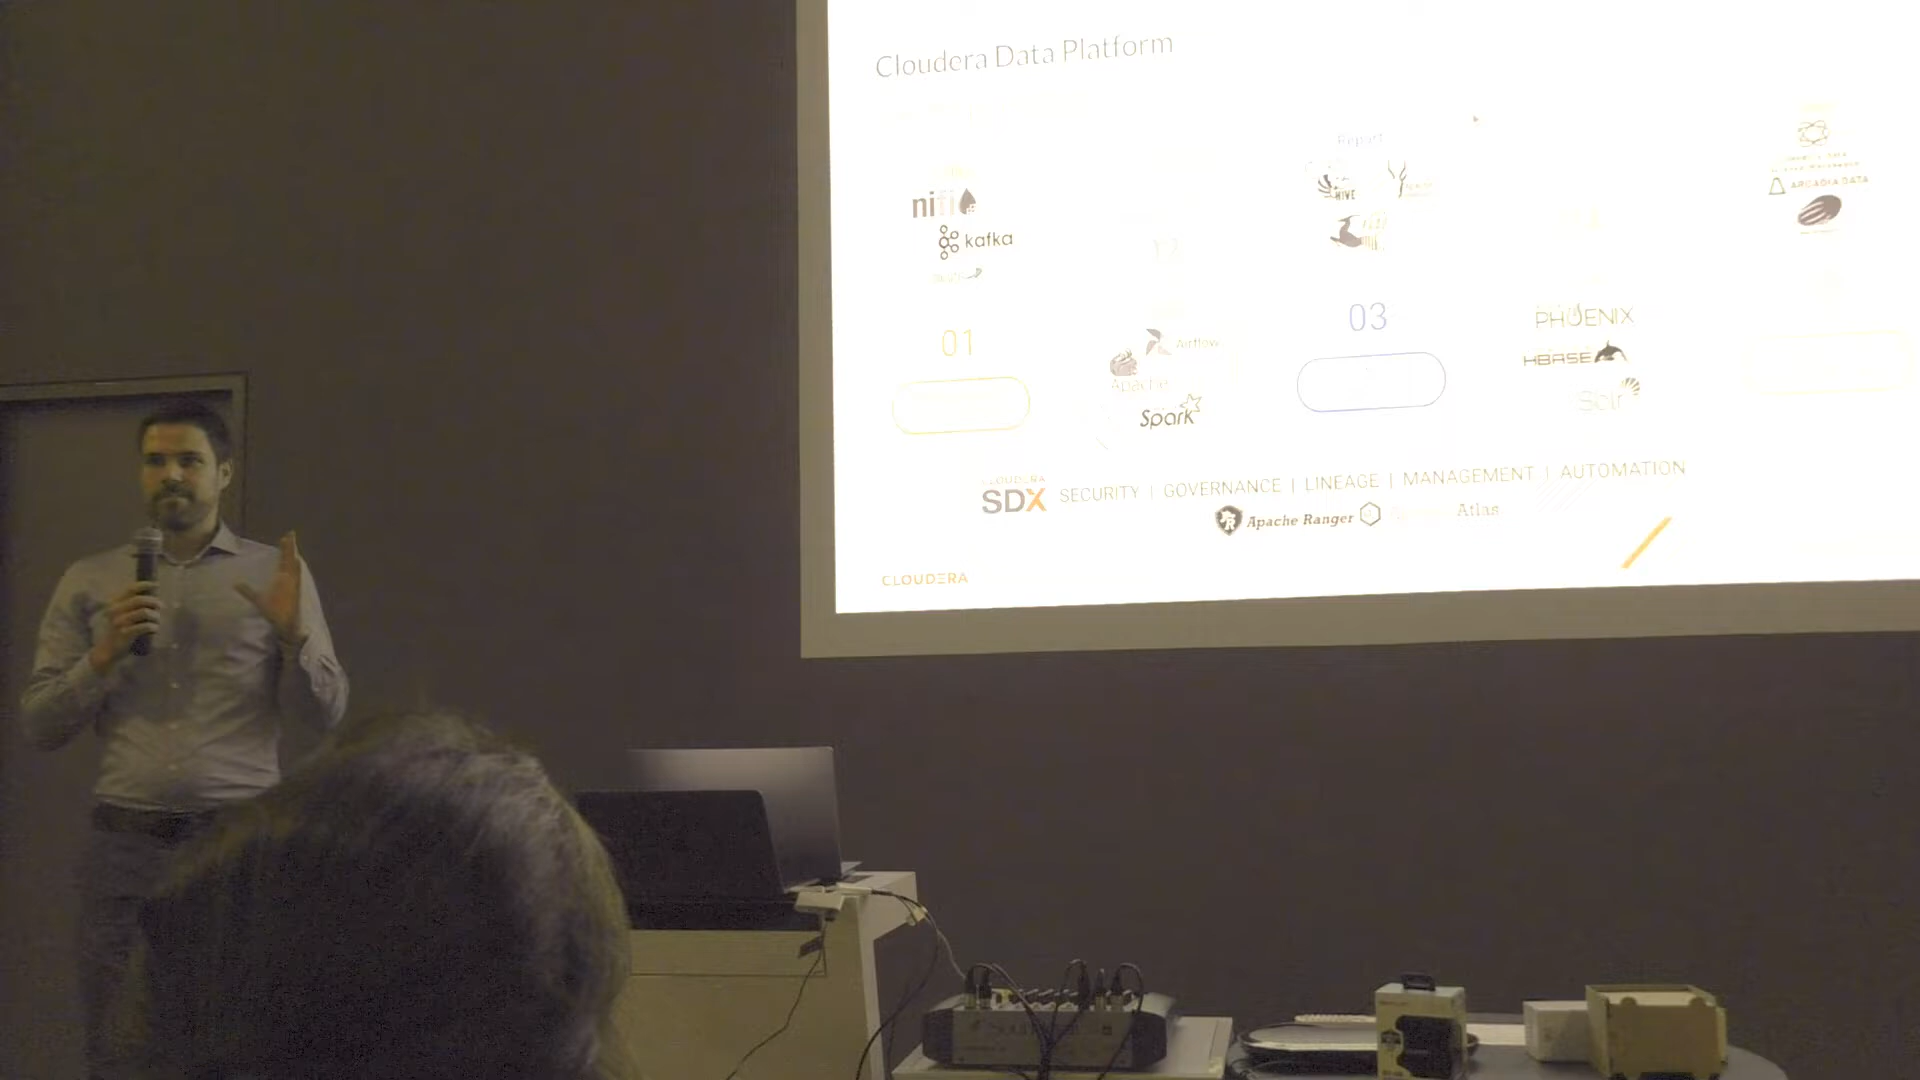 Cloudera Data Platform
Report
nifi
kafka
HIVE
ARCADIA DATA
01
Airflow
Apache
Spark
03
PHOENIX
HBASE
Solr
CLOUDERA
SDX
SECURITY | GOVERNANCE | LINEAGE | MANAGEMENT | AUTOMATION
Apache Ranger
Atlas
CLOUDERA